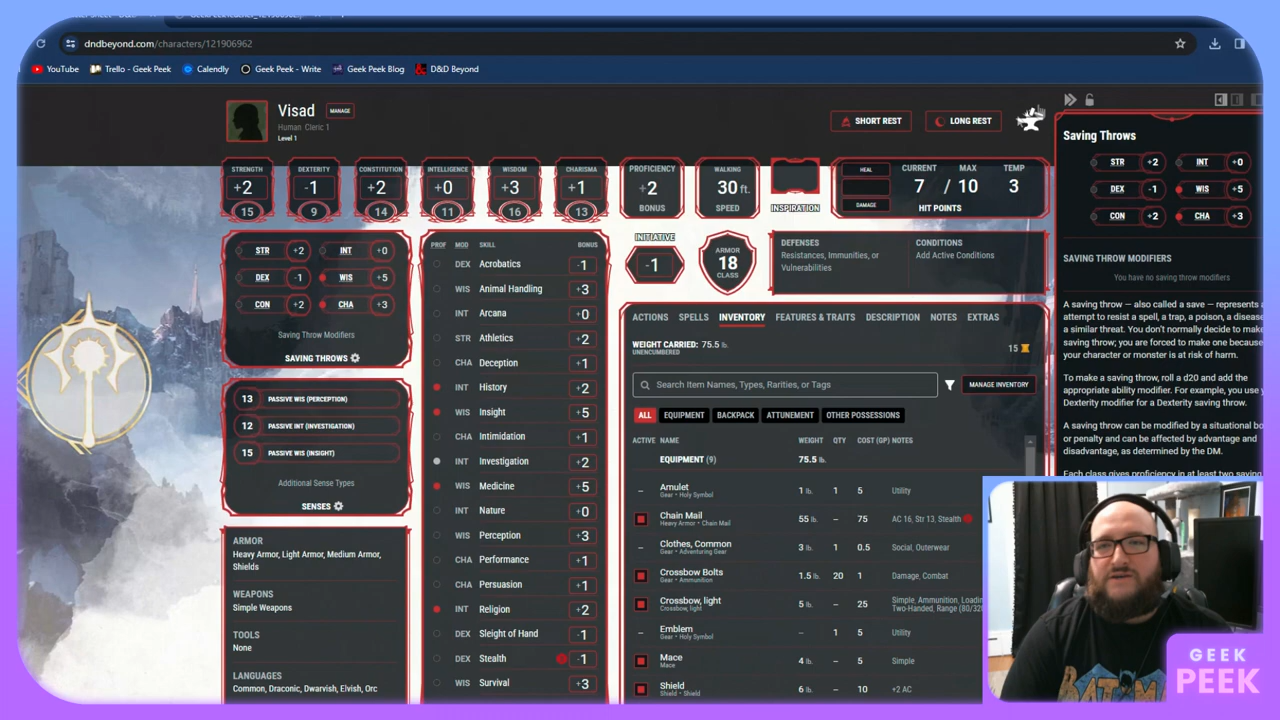 dndbeyond.com/characters/121906962
YouTube
Trello - Geek Peek
Calendly
Geek Peek - Write
Geek Peek Blog
D&D Beyond
Visad
MANAGE
Human Cleric 1
Level 1
SHORT REST
LONG REST
STRENGTH
+2
15
DEXTERITY
-1
9
CONSTITUTION
+2
14
INTELLIGENCE
+0
11
WISDOM
+3
16
CHARISMA
+1
13
PROFICIENCY
+2
BONUS
WALKING
30 ft.
SPEED
INSPIRATION
HEAL
DAMAGE
CURRENT
MAX
TEMP
7 / 10
3
HIT POINTS
STR +2
INT +0
DEX -1
WIS +5
CON +2
CHA +3
Saving Throw Modifiers
SAVING THROWS
13 PASSIVE WIS (PERCEPTION)
12 PASSIVE INT (INVESTIGATION)
15 PASSIVE WIS (INSIGHT)
Additional Sense Types
SENSES
ARMOR
Heavy Armor, Light Armor, Medium Armor,
Shields
WEAPONS
Simple Weapons
TOOLS
None
LANGUAGES
Common, Draconic, Dwarvish, Elvish, Orc
PROF MOD SKILL BONUS
DEX Acrobatics -1
WIS Animal Handling +3
INT Arcana +0
STR Athletics +2
CHA Deception +1
INT History +2
WIS Insight +5
CHA Intimidation +1
INT Investigation +2
WIS Medicine +5
INT Nature +0
WIS Perception +3
CHA Performance +1
CHA Persuasion +1
INT Religion +2
DEX Sleight of Hand -1
DEX Stealth -1
WIS Survival +3
INITIATIVE
-1
ARMOR
18
CLASS
DEFENSES
Resistances, Immunities, or
Vulnerabilities
CONDITIONS
Add Active Conditions
ACTIONS SPELLS INVENTORY FEATURES & TRAITS DESCRIPTION NOTES EXTRAS
WEIGHT CARRIED: 75.5 lb.
UNENCUMBERED
15
Search Item Names, Types, Rarities, or Tags
MANAGE INVENTORY
ALL EQUIPMENT BACKPACK ATTUNEMENT OTHER POSSESSIONS
ACTIVE NAME WEIGHT QTY COST (GP) NOTES
EQUIPMENT (9) 75.5 lb.
– Amulet 1 lb. 1 5 Utility
Gear • Holy Symbol
Chain Mail 55 lb. – 75 AC 16, Str 13, Stealth
Heavy Armor • Chain Mail
– Clothes, Common 3 lb. 1 0.5 Social, Outerwear
Gear • Adventuring Gear
Crossbow Bolts 1.5 lb. 20 1 Damage, Combat
Gear • Ammunition
Crossbow, light 5 lb. – 25 Simple, Ammunition, Loadin
Crossbow, light Two-Handed, Range (80/32
– Emblem – 1 5 Utility
Gear • Holy Symbol
Mace 4 lb. – 5 Simple
Mace
Shield 6 lb. – 10 +2 AC
Shield • Shield
Saving Throws
STR +2
INT +0
DEX -1
WIS +5
CON +2
CHA +3
SAVING THROW MODIFIERS
You have no saving throw modifiers
A saving throw — also called a save — represents a
attempt to resist a spell, a trap, a poison, a disease
a similar threat. You don't normally decide to make
saving throw; you are forced to make one because
your character or monster is at risk of harm.
To make a saving throw, roll a d20 and add the
appropriate ability modifier. For example, you use y
Dexterity modifier for a Dexterity saving throw.
A saving throw can be modified by a situational bo
or penalty and can be affected by advantage and
disadvantage, as determined by the DM.
Each class gives proficiency in at least two saving
BATM
GEEK
PEEK